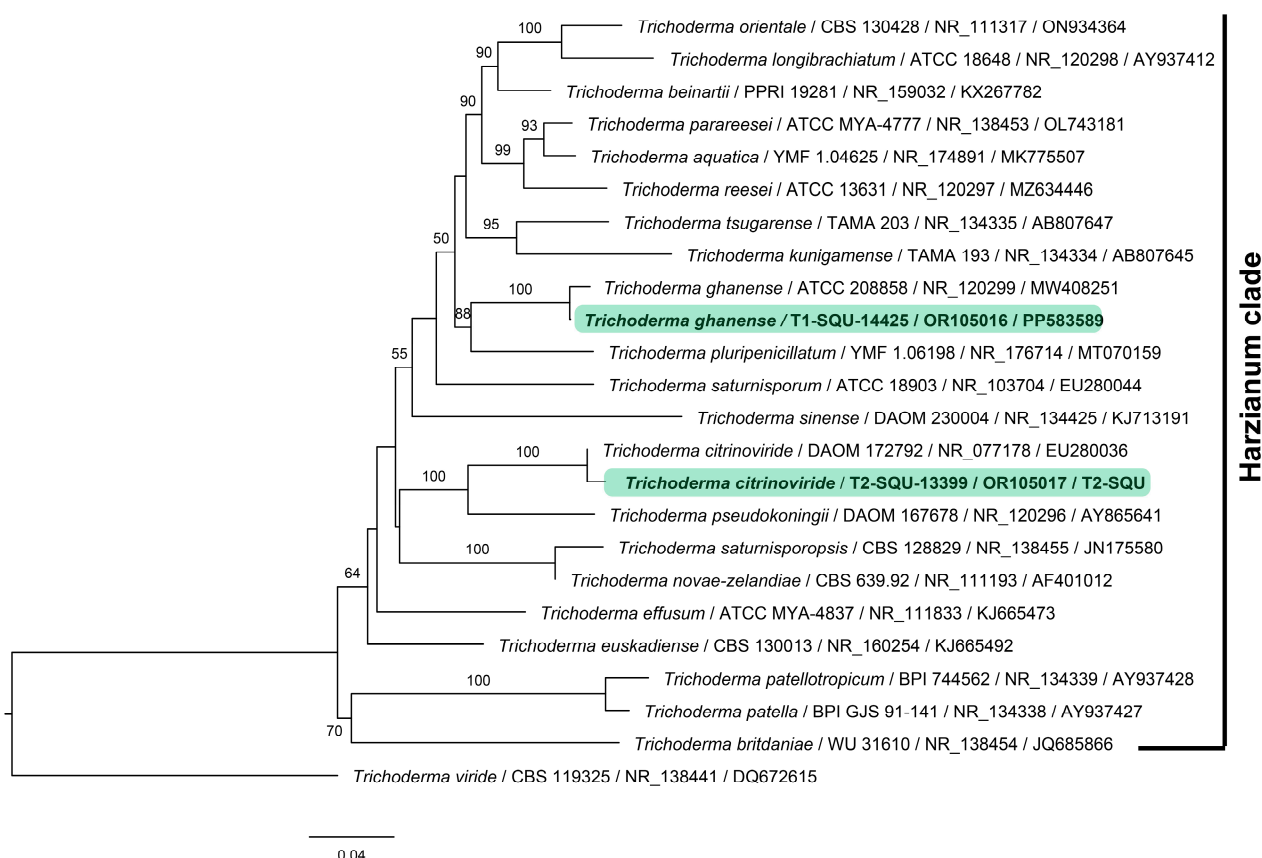 100
Trichoderma orientale / CBS 130428 / NR_111317 / ON934364
90
Trichoderma longibrachiatum / ATCC 18648 / NR_120298 / AY937412
Trichoderma beinartii / PPRI 19281 / NR_159032 / KX267782
90
93
Trichoderma parareesei / ATCC MYA-4777 / NR_138453 / OL743181
99
Trichoderma aquatica / YMF 1.04625 / NR_174891 / MK775507
Trichoderma reesei / ATCC 13631 / NR_120297 / MZ634446
95
Trichoderma tsugarense / TAMA 203 / NR_134335 / AB807647
50
Trichoderma kunigamense / TAMA 193 / NR_134334 / AB807645
100
Trichoderma ghanense / ATCC 208858 / NR_120299 / MW408251
88
Trichoderma ghanense / T1-SQU-14425 / OR105016 / PP583589
Trichoderma pluripenicillatum / YMF 1.06198 / NR_176714 / MT070159
55
Trichoderma saturnisporum / ATCC 18903 / NR_103704 / EU280044
Trichoderma sinense / DAOM 230004 / NR_134425 / KJ713191
100
Trichoderma citrinoviride / DAOM 172792 / NR_077178 / EU280036
100
Trichoderma citrinoviride / T2-SQU-13399 / OR105017 / T2-SQU
Trichoderma pseudokoningii / DAOM 167678 / NR_120296 / AY865641
100
Trichoderma saturnisporopsis / CBS 128829 / NR_138455 / JN175580
64
Trichoderma novae-zelandiae / CBS 639.92 / NR_111193 / AF401012
Trichoderma effusum / ATCC MYA-4837 / NR_111833 / KJ665473
Trichoderma euskadiense / CBS 130013 / NR_160254 / KJ665492
100
Trichoderma patellotropicum / BPI 744562 / NR_134339 / AY937428
Trichoderma patella / BPI GJS 91-141 / NR_134338 / AY937427
70
Trichoderma britdaniae / WU 31610 / NR_138454 / JQ685866
Trichoderma viride / CBS 119325 / NR_138441 / DQ672615
Harzianum clade
0.04